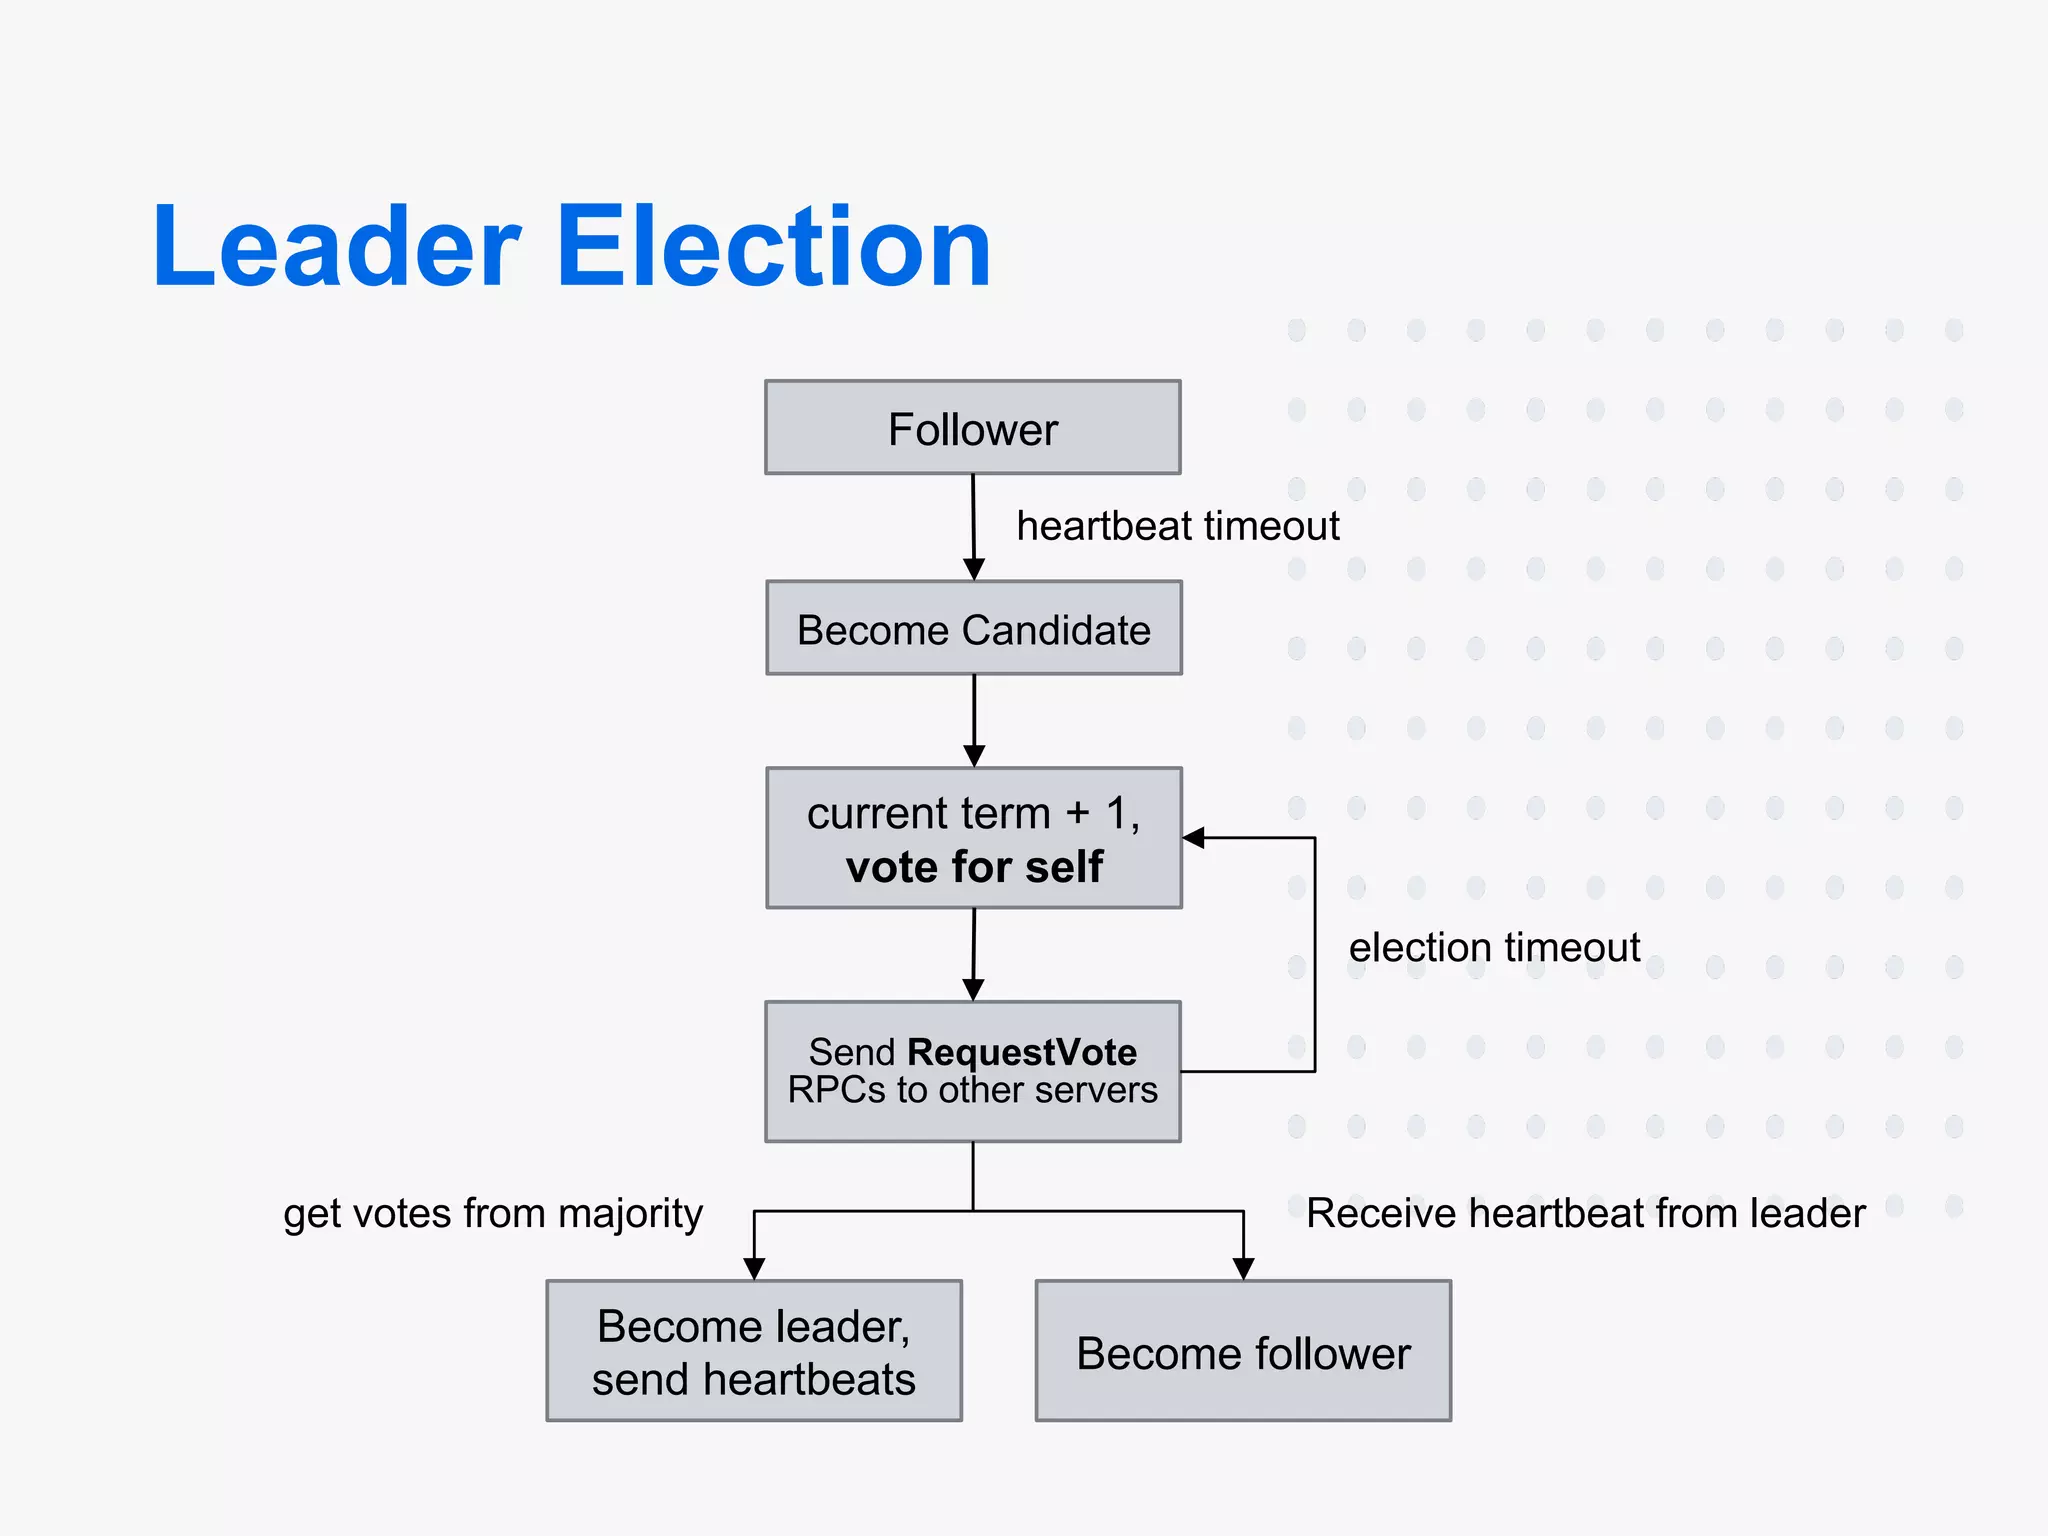 Leader Election
Follower
heartbeat timeout
Become Candidate
current term + 1,
vote for self
election timeout
Send RequestVote
RPCs to other servers
get votes from majority
Receive heartbeat from leader
Become leader,
send heartbeats
Become follower